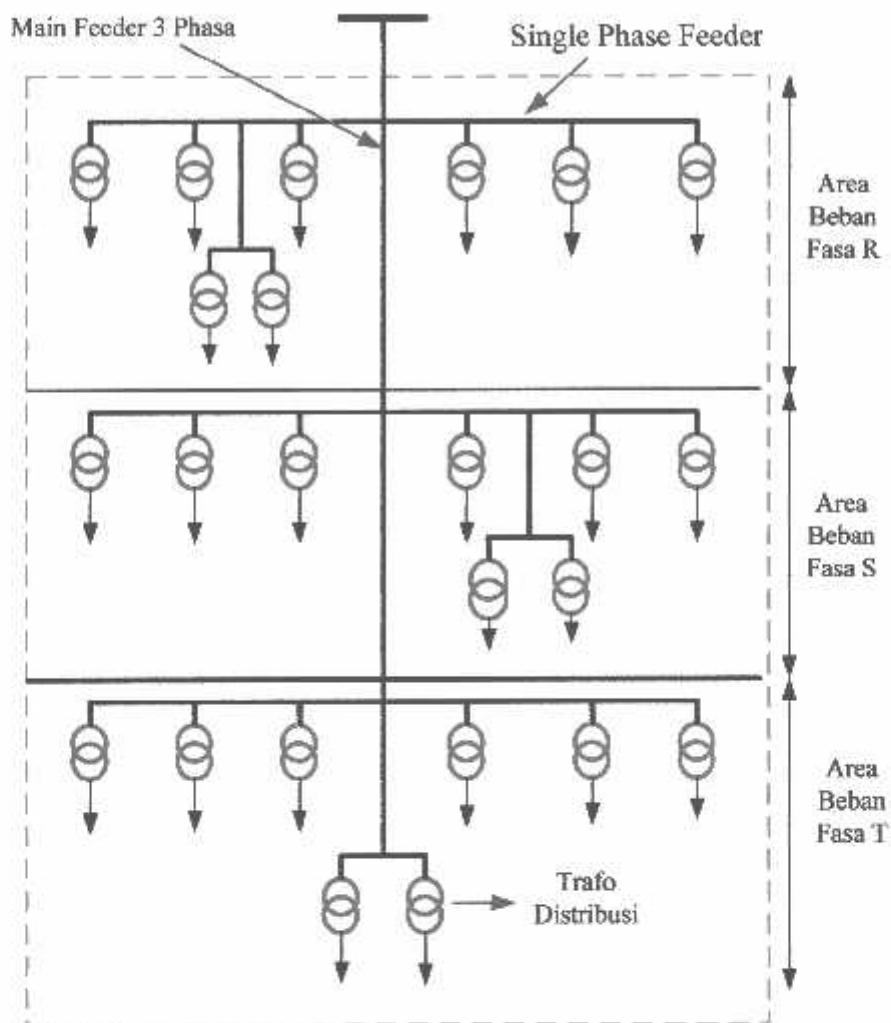 Main Feeder 3 Phasa
Single Phase Feeder
Area
Beban
Fasa R
Area
Beban
Fasa S
Area
Beban
Fasa T
Trafo
Distribusi